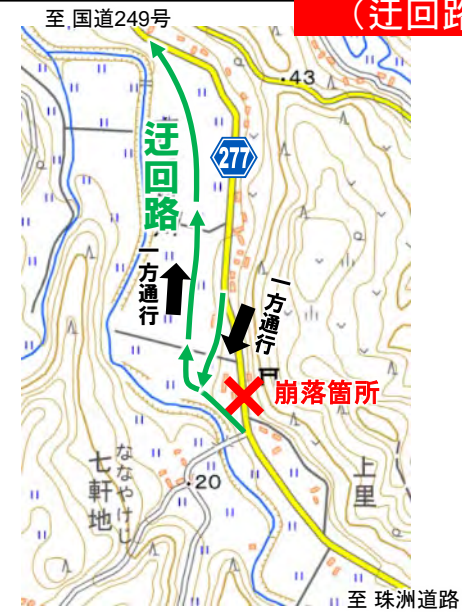 至 国道249号
（迂回路
・43
迂回路
277
一方通行
一方通行
崩落箇所
ななやけじ
七軒地
・20
上里
至 珠洲道路